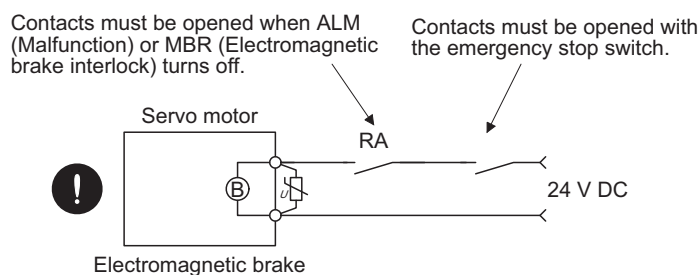 Contacts must be opened when ALM
(Malfunction) or MBR (Electromagnetic
brake interlock) turns off.
Contacts must be opened with
the emergency stop switch.
Servo motor
RA
B
U
24 V DC
Electromagnetic brake